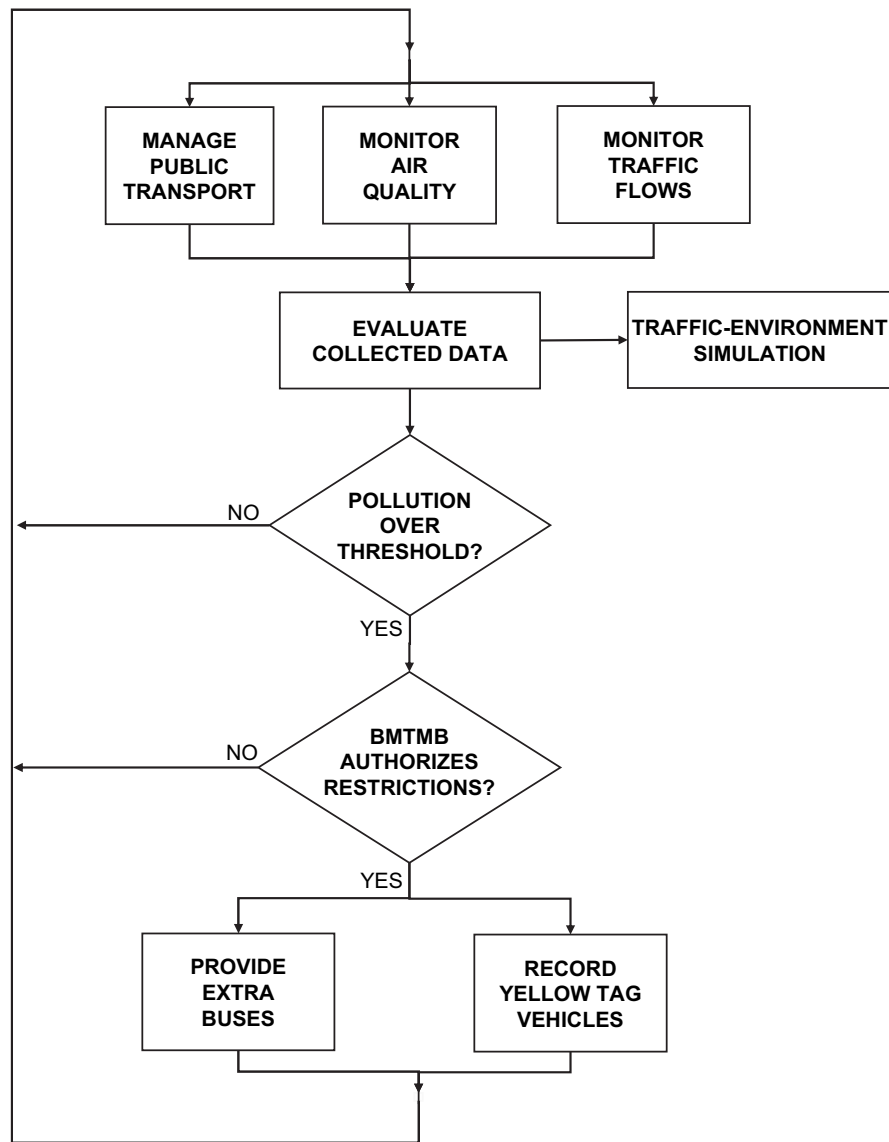 MANAGE
PUBLIC
TRANSPORT
MONITOR
AIR
QUALITY
MONITOR
TRAFFIC
FLOWS
EVALUATE
COLLECTED DATA
TRAFFIC-ENVIRONMENT
SIMULATION
POLLUTION
OVER
THRESHOLD?
NO
YES
BMTMB
AUTHORIZES
RESTRICTIONS?
NO
YES
PROVIDE
EXTRA
BUSES
RECORD
YELLOW TAG
VEHICLES